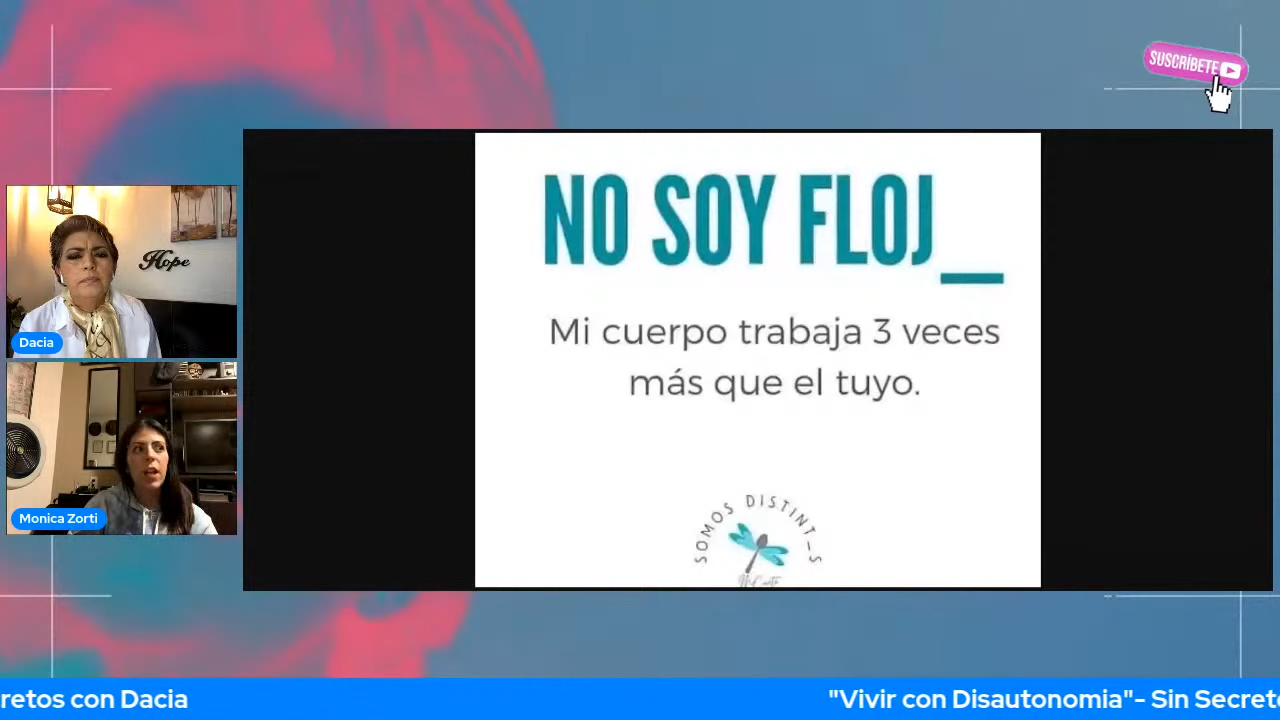 SUSCRÍBETE
NO SOY FLOJ_
Mi cuerpo trabaja 3 veces
más que el tuyo.
SOMOS DISTINT_S
Hope
Dacia
Monica Zorti
retos con Dacia
"Vivir con Disautonomia"- Sin Secret